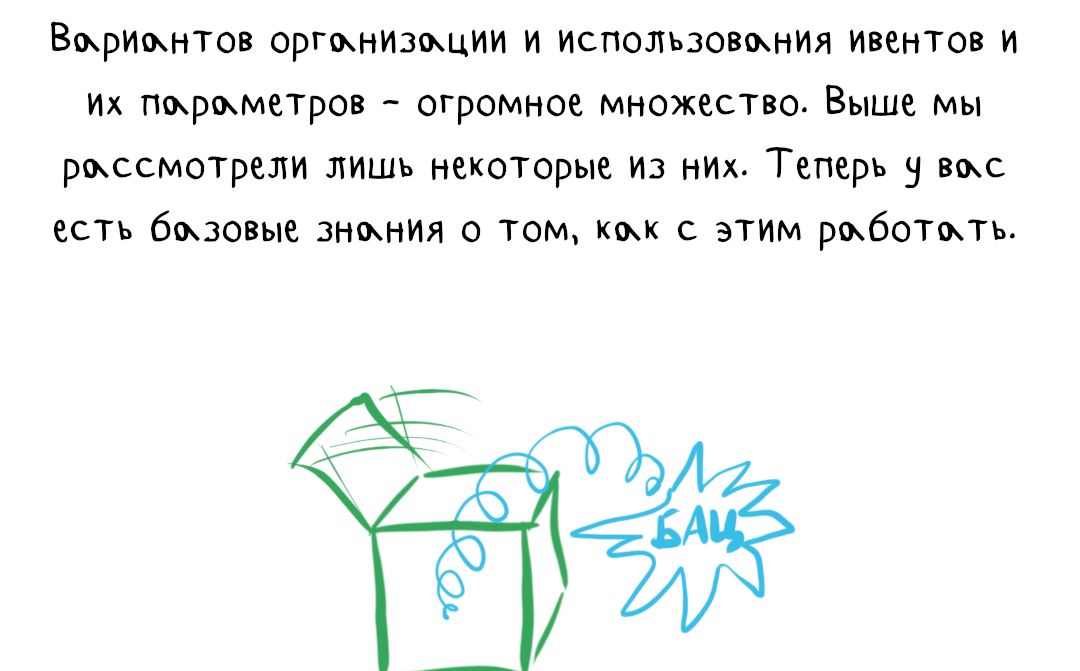 Вариантов организации и использования ивентов и
их параметров - огромное множество. Выше мы
рассмотрели лишь некоторые из них. Теперь у вас
есть базовые знания о том, как с этим работать.
БАЦ